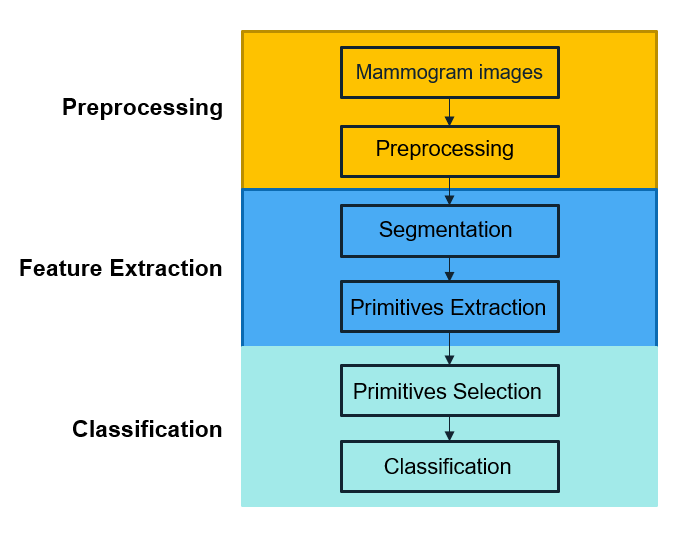 Mammogram images
Preprocessing
Preprocessing
Segmentation
Feature Extraction
Primitives Extraction
Primitives Selection
Classification
Classification